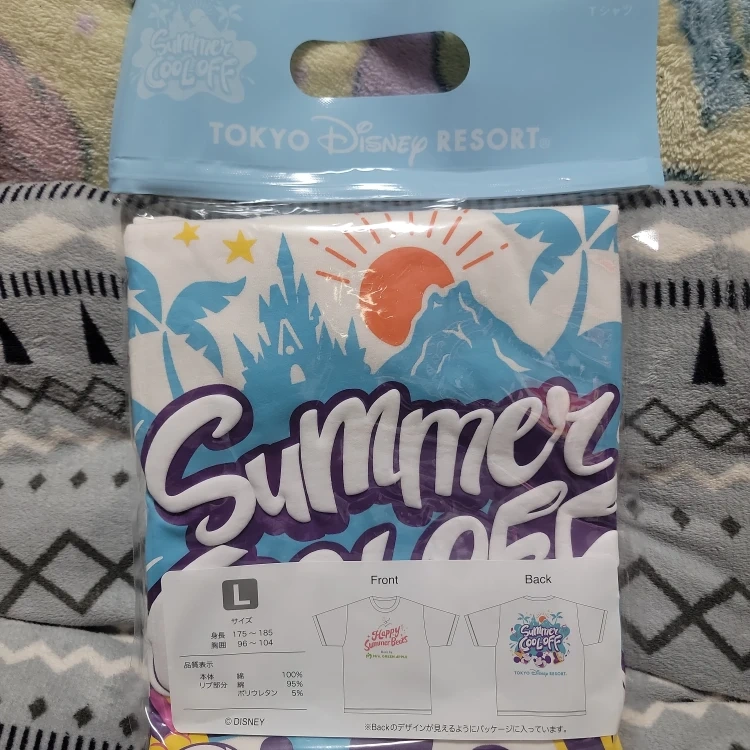 Tシャツ
Summer
COOL OFF
TOKYO Disney RESORT®
Summer
COOL OFF
L
サイズ
身長 175～185
胸囲 96～104
品質表示
本体 綿 100%
リブ部分 綿 95%
ポリウレタン 5%
© DISNEY
Front
Happy
Summer Books
Back
Summer
COOL OFF
TOKYO Disney RESORT.
※Backのデザインが見えるようにパッケージに入っています。